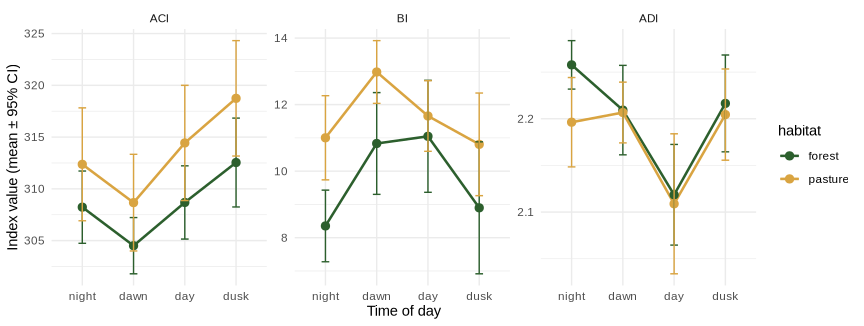 ACI
BI
ADI
325
320
315
310
305
14
12
10
8
2.2
2.1
Index value (mean ± 95% CI)
night
dawn
day
dusk
night
dawn
day
dusk
night
dawn
day
dusk
Time of day
habitat
forest
pasture